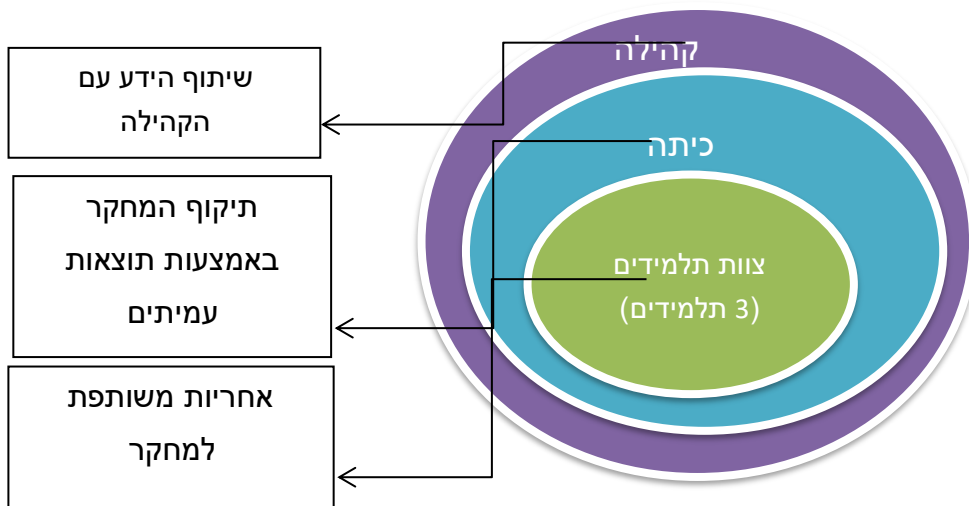 קהילה
כיתה
צוות תלמידים
(3 תלמידים)
שיתוף הידע עם
הקהילה
תיקוף המחקר
באמצעות תוצאות
עמיתים
אחריות משותפת
למחקר